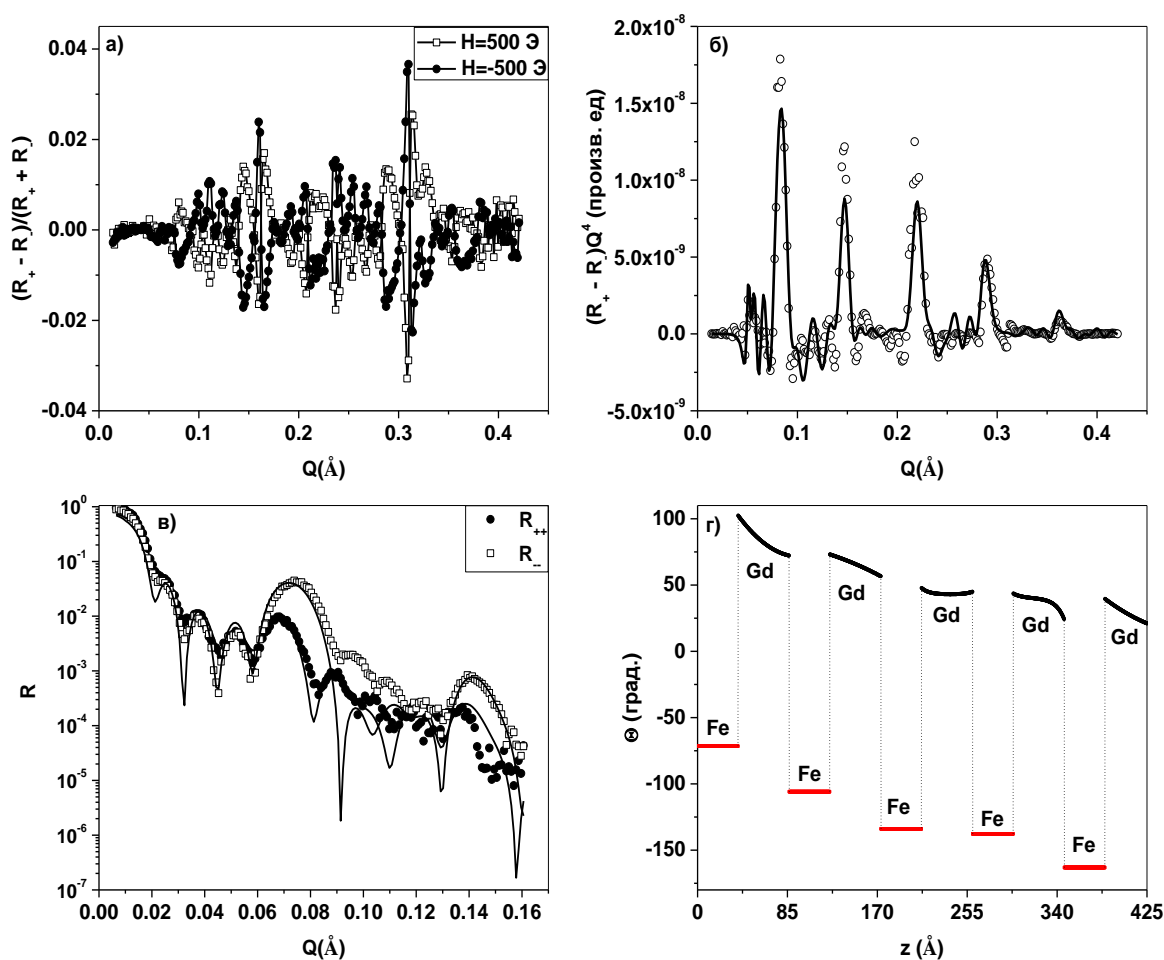 а)
H=500 Э
H=-500 Э
0.04
0.02
0.00
-0.02
-0.04
(R₊ - R₋)/(R₊ + R₋)
0.0 0.1 0.2 0.3 0.4
Q(Å)
б)
2.0x10⁻⁸
1.5x10⁻⁸
1.0x10⁻⁸
5.0x10⁻⁹
0.0
-5.0x10⁻⁹
(R₊ - R₋)Q⁴ (произв. ед)
0.0 0.1 0.2 0.3 0.4
Q(Å)
в)
R₊₊
R₋₋
10⁰
10⁻¹
10⁻²
10⁻³
10⁻⁴
10⁻⁵
10⁻⁶
10⁻⁷
R
0.00 0.02 0.04 0.06 0.08 0.10 0.12 0.14 0.16
Q(Å)
г)
100
50
0
-50
-100
-150
Θ (град.)
Gd
Gd
Gd
Gd
Gd
Fe
Fe
Fe
Fe
Fe
0 85 170 255 340 425
z (Å)